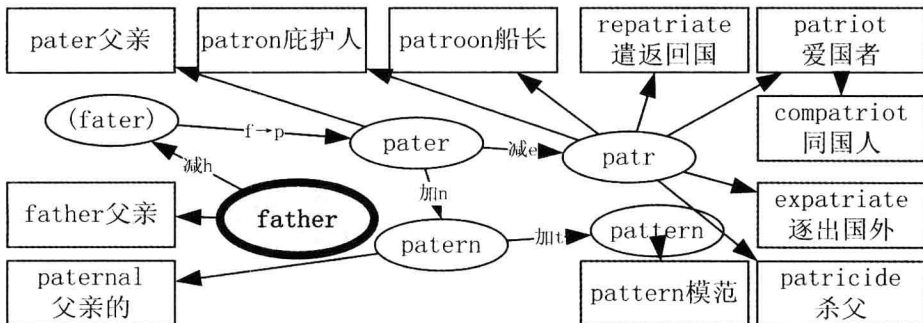 pater父亲
patron庇护人
patroon船长
repatriate
遣返回国
patriot
爱国者
(fater)
f→p
pater
减e
patr
compatriot
同国人
减h
加n
father父亲
father
patern
加t
pattern
expatriate
逐出国外
paternal
父亲的
pattern模范
patricide
杀父